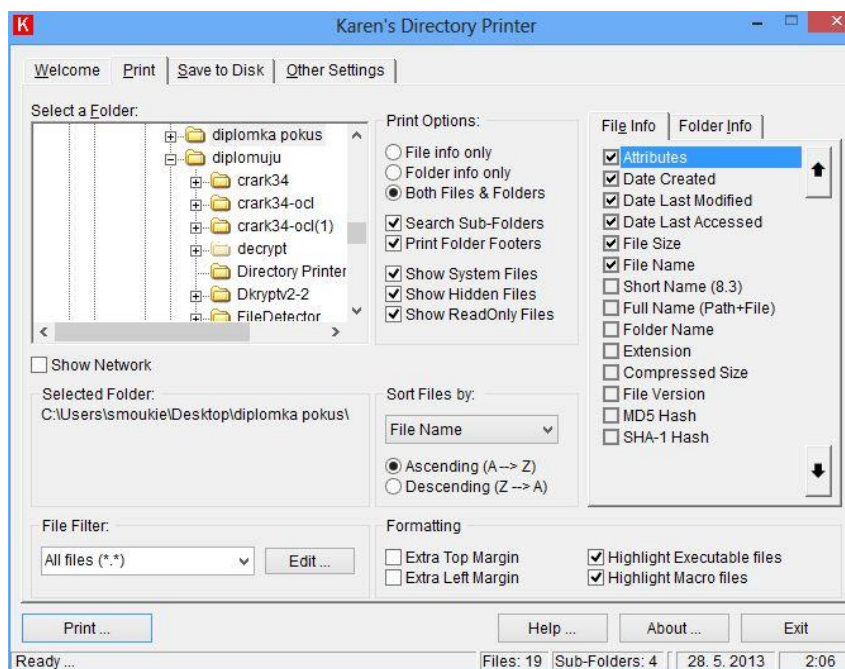 K Karen's Directory Printer
Welcome Print Save to Disk Other Settings
Select a Folder:
diplomka pokus
diplomuju
crark34
crark34-ocl
crark34-ocl(1)
decrypt
Directory Printer
Dkryptv2-2
FileDetector
Show Network
Selected Folder:
C:\Users\smoukie\Desktop\diplomka pokus\
File Filter:
All files (*.*)
Edit ...
Print Options:
File info only
Folder info only
Both Files & Folders
Search Sub-Folders
Print Folder Footers
Show System Files
Show Hidden Files
Show ReadOnly Files
Sort Files by:
File Name
Ascending (A--> Z)
Descending (Z --> A)
File Info Folder Info
Attributes
Date Created
Date Last Modified
Date Last Accessed
File Size
File Name
Short Name (8.3)
Full Name (Path+File)
Folder Name
Extension
Compressed Size
File Version
MD5 Hash
SHA-1 Hash
Formatting
Extra Top Margin
Extra Left Margin
Highlight Executable files
Highlight Macro files
Print ...
Help ...
About ...
Exit
Ready ...
Files: 19
Sub-Folders: 4
28. 5. 2013
2:06